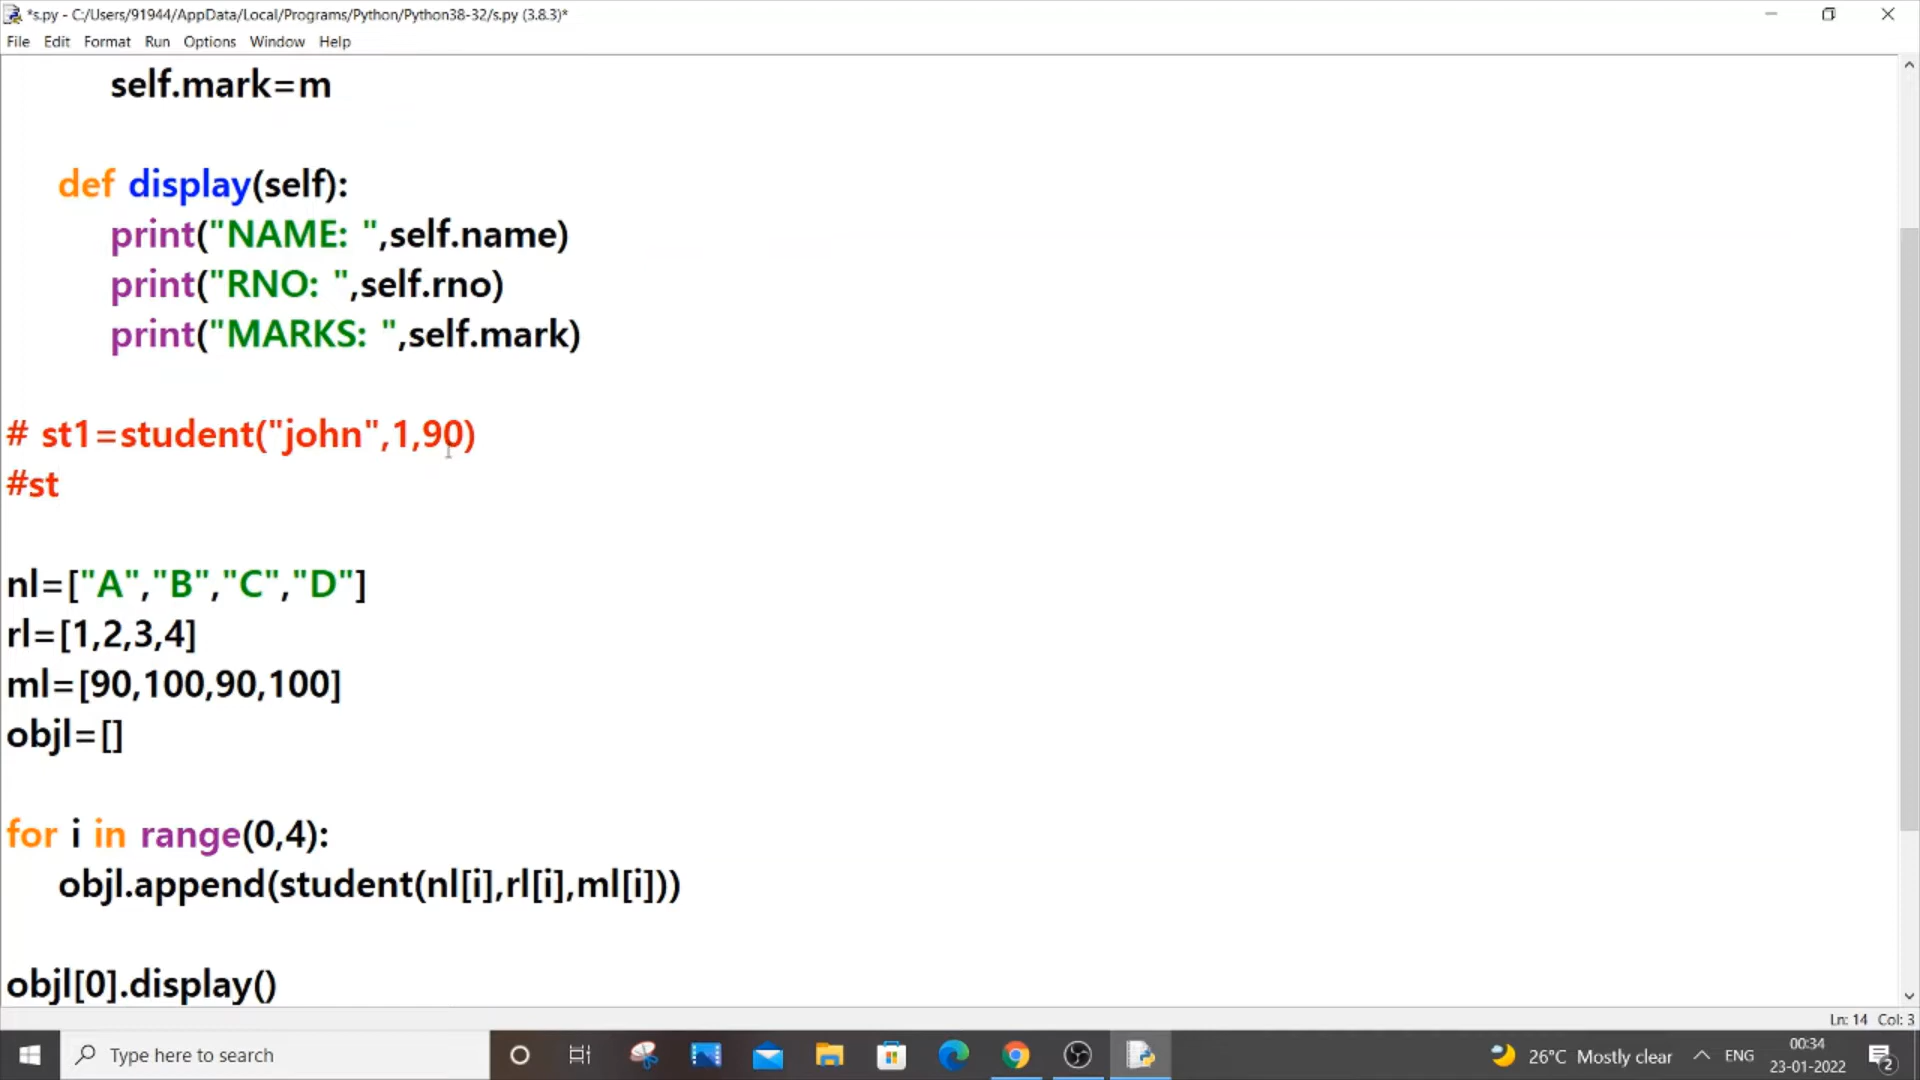 *s.py - C:/Users/91944/AppData/Local/Programs/Python/Python38-32/s.py (3.8.3)*
File Edit Format Run Options Window Help
self.mark=m
def display(self):
print("NAME: ",self.name)
print("RNO: ",self.rno)
print("MARKS: ",self.mark)
# st1=student("john",1,90)
#st
nl=["A","B","C","D"]
rl=[1,2,3,4]
ml=[90,100,90,100]
objl=[]
for i in range(0,4):
objl.append(student(nl[i],rl[i],ml[i]))
objl[0].display()
Ln: 14 Col: 3
Type here to search
26°C Mostly clear
ENG
00:34
23-01-2022
2